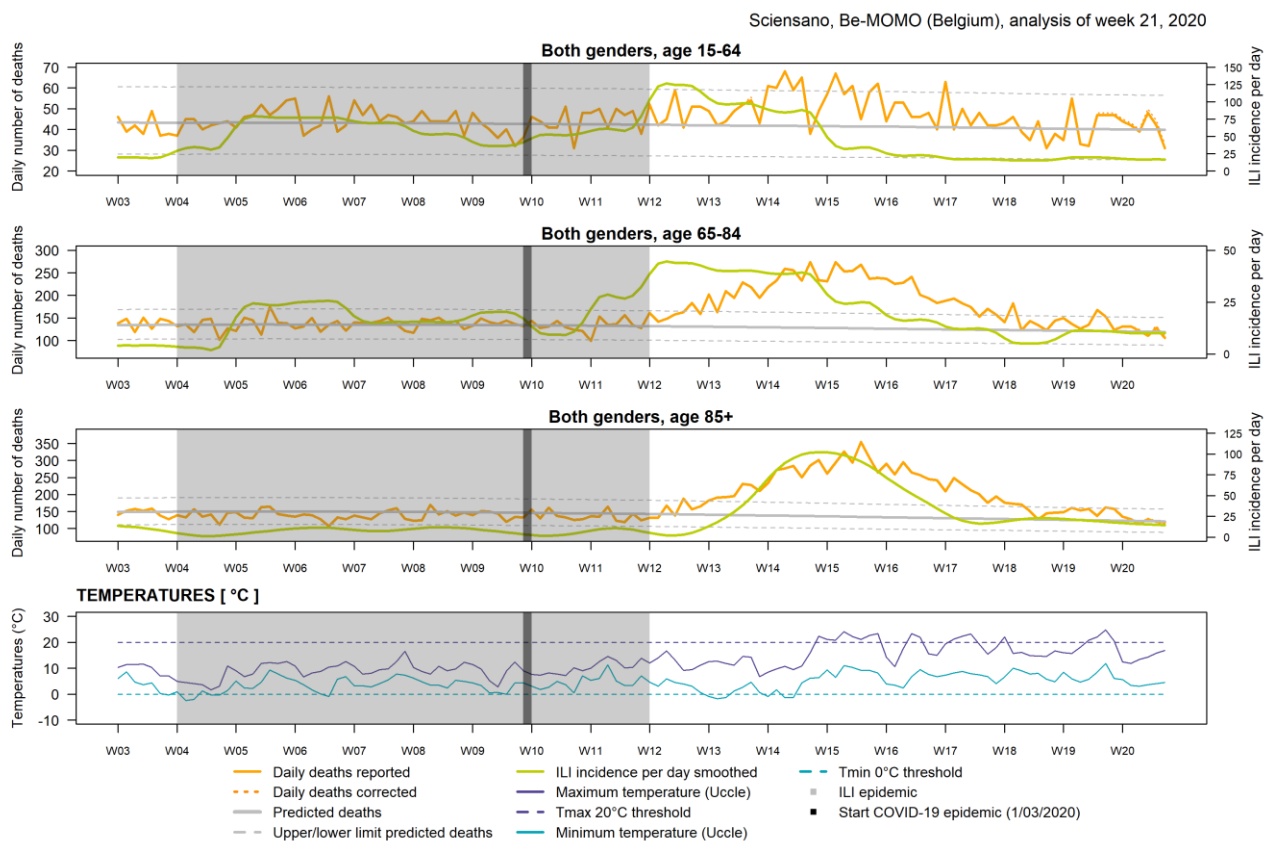 Sciensano, Be-MOMO (Belgium), analysis of week 21, 2020
Both genders, age 15-64
Daily number of deaths
70
60
50
40
30
20
150
125
100
75
50
25
0
ILI incidence per day
W03 W04 W05 W06 W07 W08 W09 W10 W11 W12 W13 W14 W15 W16 W17 W18 W19 W20
Both genders, age 65-84
Daily number of deaths
300
250
200
150
100
50
25
0
ILI incidence per day
W03 W04 W05 W06 W07 W08 W09 W10 W11 W12 W13 W14 W15 W16 W17 W18 W19 W20
Both genders, age 85+
Daily number of deaths
350
300
250
200
150
100
125
100
75
50
25
0
ILI incidence per day
W03 W04 W05 W06 W07 W08 W09 W10 W11 W12 W13 W14 W15 W16 W17 W18 W19 W20
TEMPERATURES [ °C ]
Temperatures (°C)
30
20
10
0
-10
W03 W04 W05 W06 W07 W08 W09 W10 W11 W12 W13 W14 W15 W16 W17 W18 W19 W20
Daily deaths reported
Daily deaths corrected
Predicted deaths
Upper/lower limit predicted deaths
ILI incidence per day smoothed
Maximum temperature (Uccle)
Tmax 20°C threshold
Minimum temperature (Uccle)
Tmin 0°C threshold
ILI epidemic
Start COVID-19 epidemic (1/03/2020)